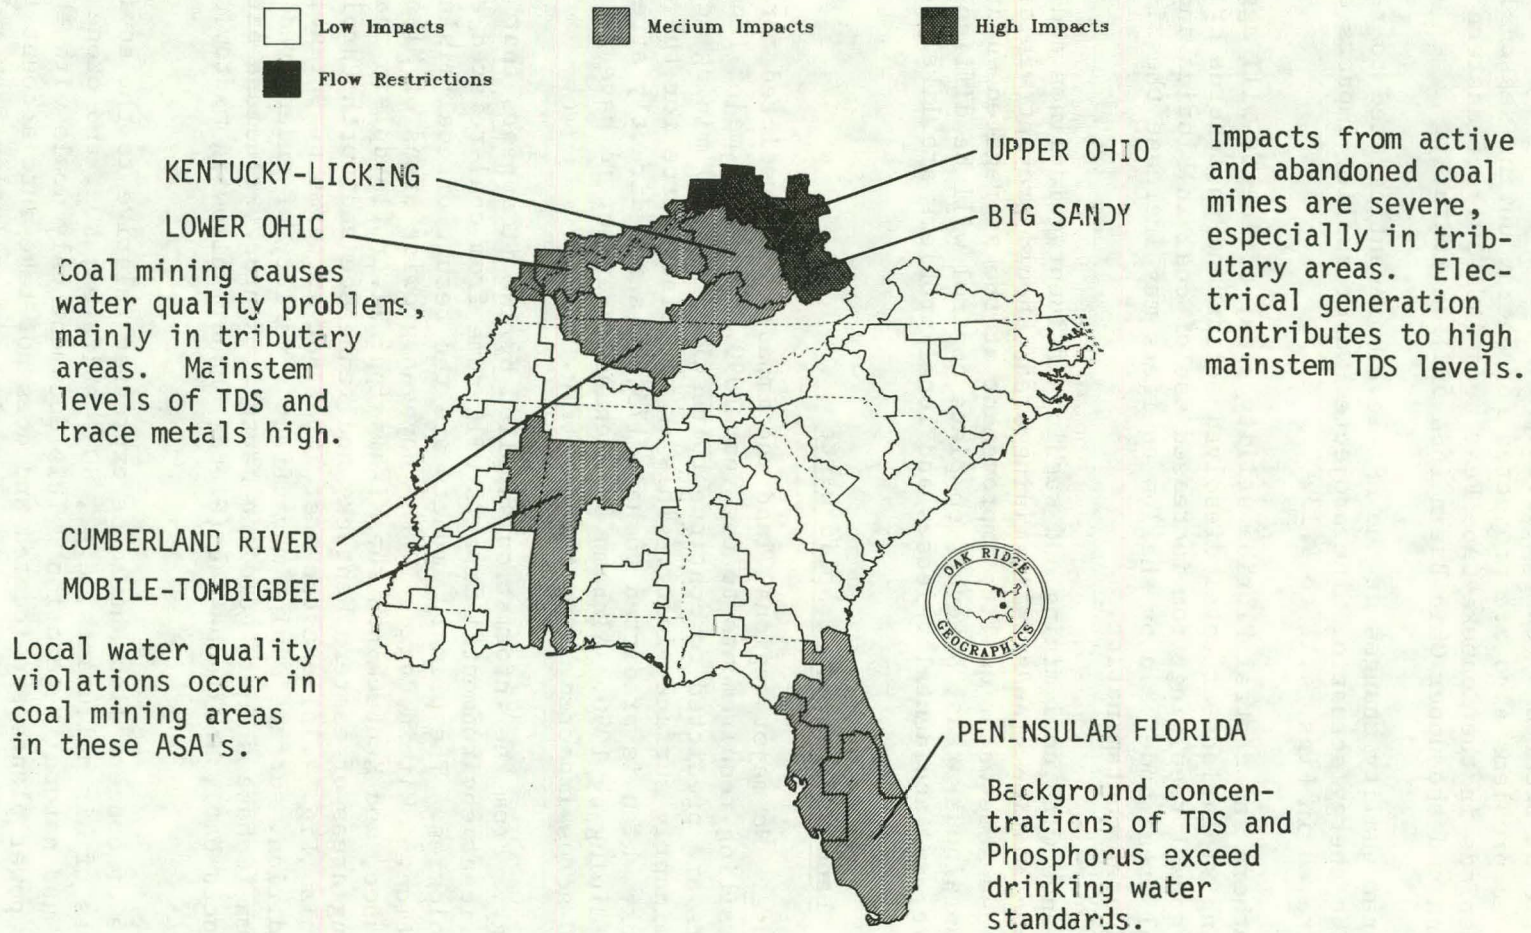 Low Impacts
Medium Impacts
High Impacts
Flow Restrictions
KENTUCKY-LICKING
LOWER OHIC
Coal mining causes
water quality problems,
mainly in tributary
areas. Mainstem
levels of TDS and
trace metals high.
CUMBERLAND RIVER
MOBILE-TOMBIGBEE
Local water quality
violations occur in
coal mining areas
in these ASA's.
UPPER OHIO
BIG SANDY
Impacts from active
and abandoned coal
mines are severe,
especially in trib-
utary areas. Elec-
trical generation
contributes to high
mainstem TDS levels.
OAK RIDGE
GEOGRAPHICS
PENINSULAR FLORIDA
Background concen-
trations of TDS and
Phosphorus exceed
drinking water
standards.